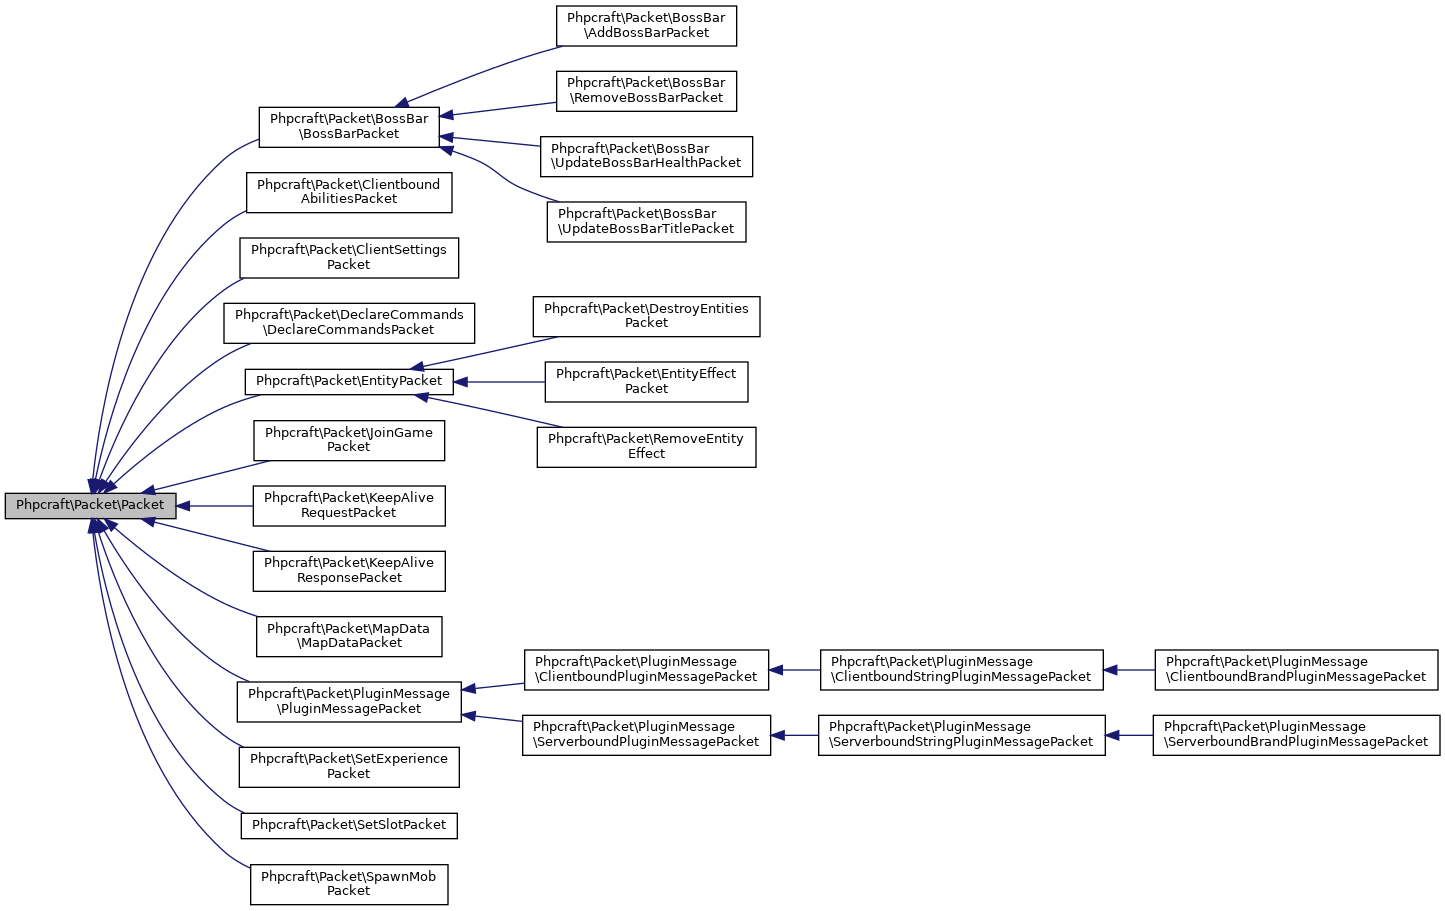 Phpcraft\Packet\BossBar
\AddBossBarPacket
Phpcraft\Packet\BossBar
\RemoveBossBarPacket
Phpcraft\Packet\BossBar
\BossBarPacket
Phpcraft\Packet\BossBar
\UpdateBossBarHealthPacket
Phpcraft\Packet\Clientbound
AbilitiesPacket
Phpcraft\Packet\BossBar
\UpdateBossBarTitlePacket
Phpcraft\Packet\ClientSettings
Packet
Phpcraft\Packet\DeclareCommands
\DeclareCommandsPacket
Phpcraft\Packet\DestroyEntities
Packet
Phpcraft\Packet\EntityPacket
Phpcraft\Packet\EntityEffect
Packet
Phpcraft\Packet\JoinGame
Packet
Phpcraft\Packet\RemoveEntity
Effect
Phpcraft\Packet\Packet
Phpcraft\Packet\KeepAlive
RequestPacket
Phpcraft\Packet\KeepAlive
ResponsePacket
Phpcraft\Packet\MapData
\MapDataPacket
Phpcraft\Packet\PluginMessage
\PluginMessagePacket
Phpcraft\Packet\PluginMessage
\ClientboundPluginMessagePacket
Phpcraft\Packet\PluginMessage
\ClientboundStringPluginMessagePacket
Phpcraft\Packet\PluginMessage
\ClientboundBrandPluginMessagePacket
Phpcraft\Packet\PluginMessage
\ServerboundPluginMessagePacket
Phpcraft\Packet\PluginMessage
\ServerboundStringPluginMessagePacket
Phpcraft\Packet\PluginMessage
\ServerboundBrandPluginMessagePacket
Phpcraft\Packet\SetExperience
Packet
Phpcraft\Packet\SetSlotPacket
Phpcraft\Packet\SpawnMob
Packet